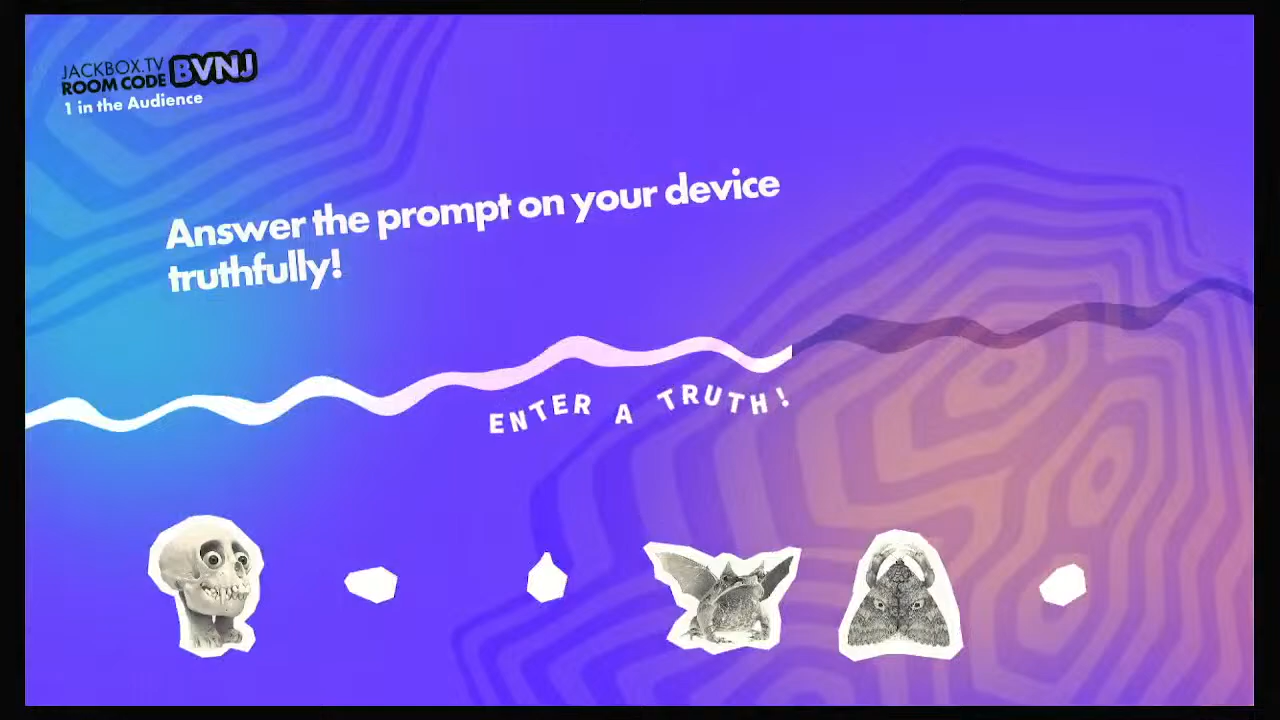 JACKBOX.TV
ROOM CODE BVNJ
1 in the Audience
Answer the prompt on your device
truthfully!
ENTER A TRUTH!